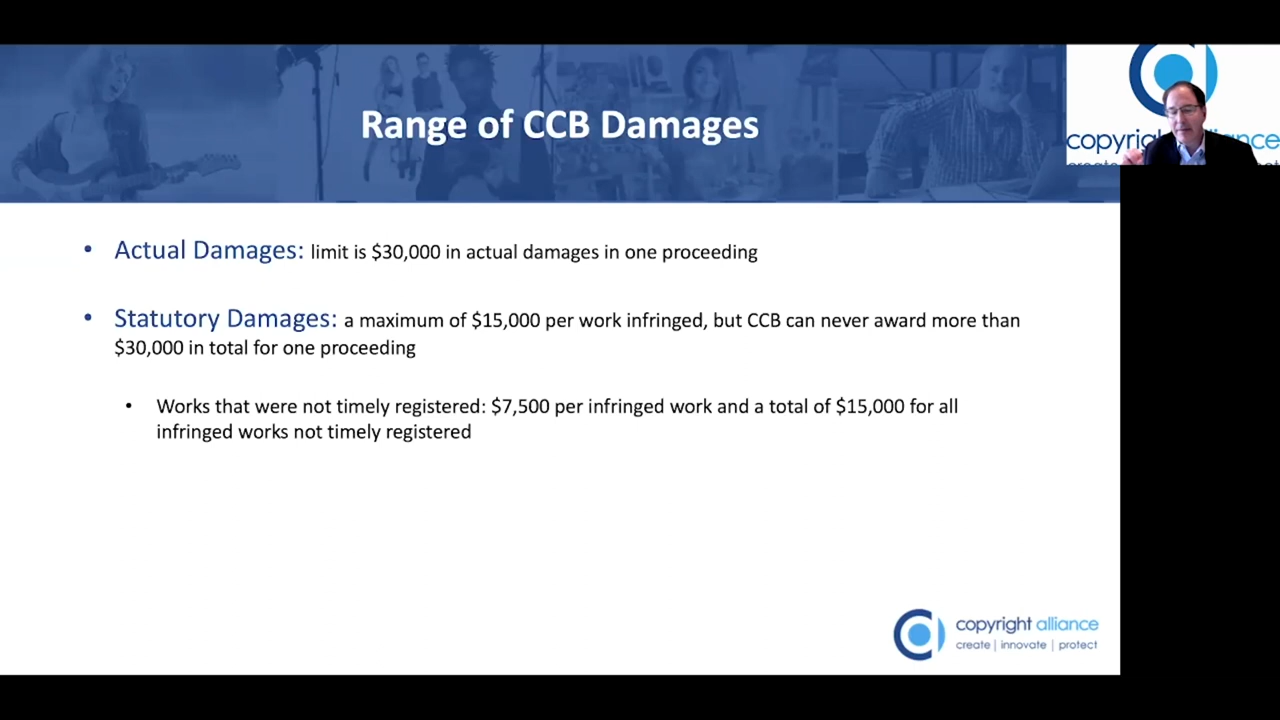 Range of CCB Damages
copyright alliance
• Actual Damages: limit is $30,000 in actual damages in one proceeding
• Statutory Damages: a maximum of $15,000 per work infringed, but CCB can never award more than
$30,000 in total for one proceeding
• Works that were not timely registered: $7,500 per infringed work and a total of $15,000 for all
infringed works not timely registered
copyright alliance
create | innovate | protect